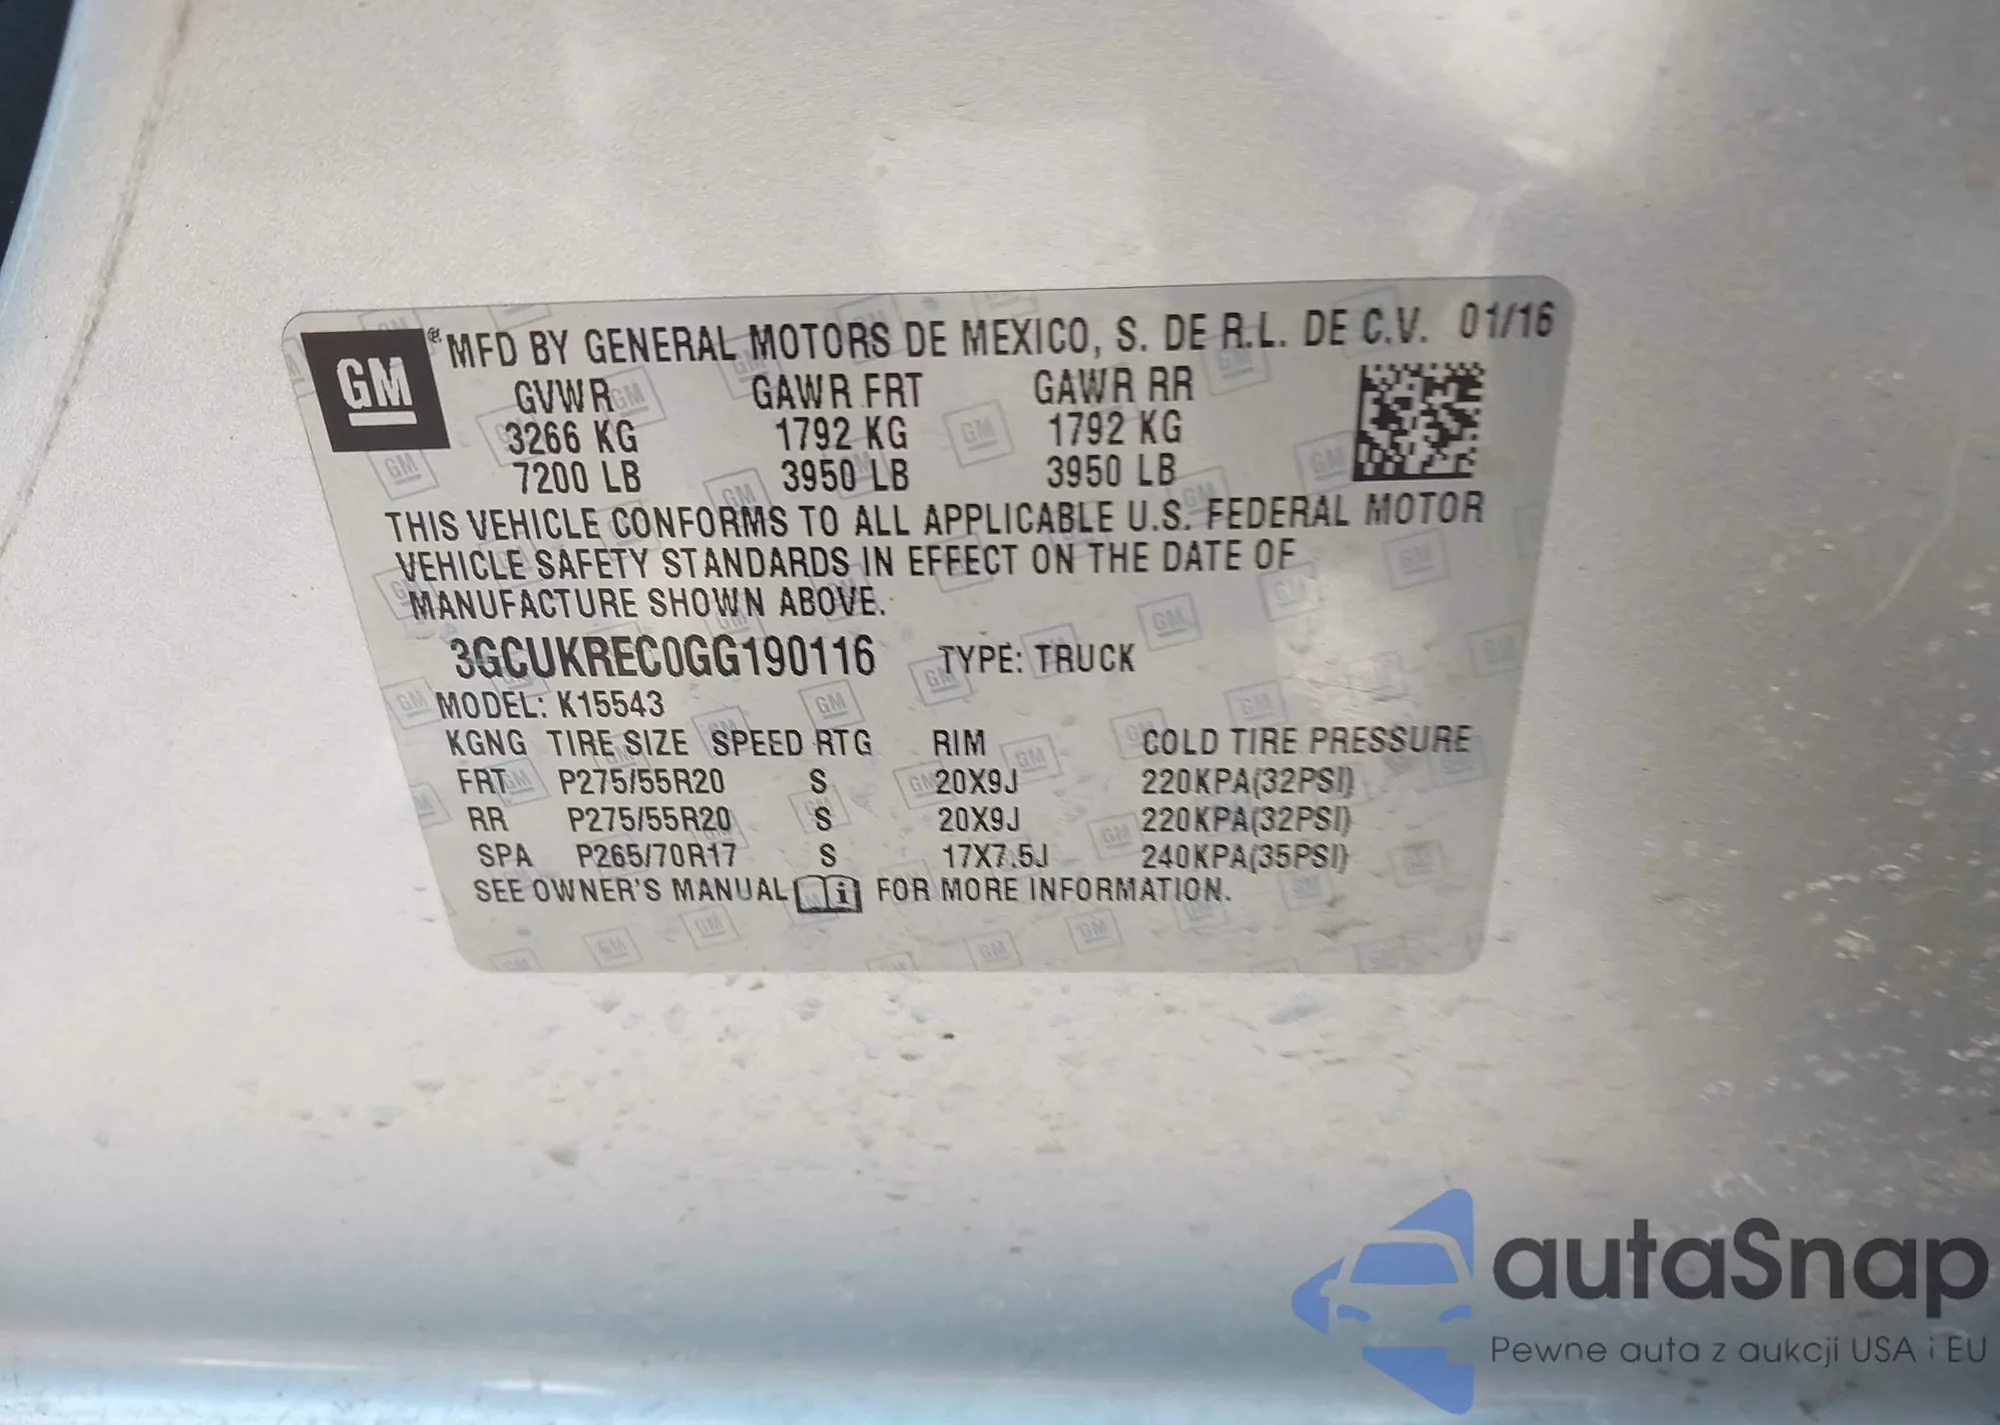 GM ® MFD BY GENERAL MOTORS DE MEXICO, S. DE R.L. DE C.V. 01/16
GVWR GAWR FRT GAWR RR
3266 KG 1792 KG 1792 KG
7200 LB 3950 LB 3950 LB
THIS VEHICLE CONFORMS TO ALL APPLICABLE U.S. FEDERAL MOTOR
VEHICLE SAFETY STANDARDS IN EFFECT ON THE DATE OF
MANUFACTURE SHOWN ABOVE.
3GCUKREC0GG190116 TYPE: TRUCK
MODEL: K15543
KGNG TIRE SIZE SPEED RTG RIM COLD TIRE PRESSURE
FRT P275/55R20 S 20X9J 220KPA(32PSI)
RR P275/55R20 S 20X9J 220KPA(32PSI)
SPA P265/70R17 S 17X7.5J 240KPA(35PSI)
SEE OWNER'S MANUAL i FOR MORE INFORMATION.
autaSnap
Pewne auta z aukcji USA i EU